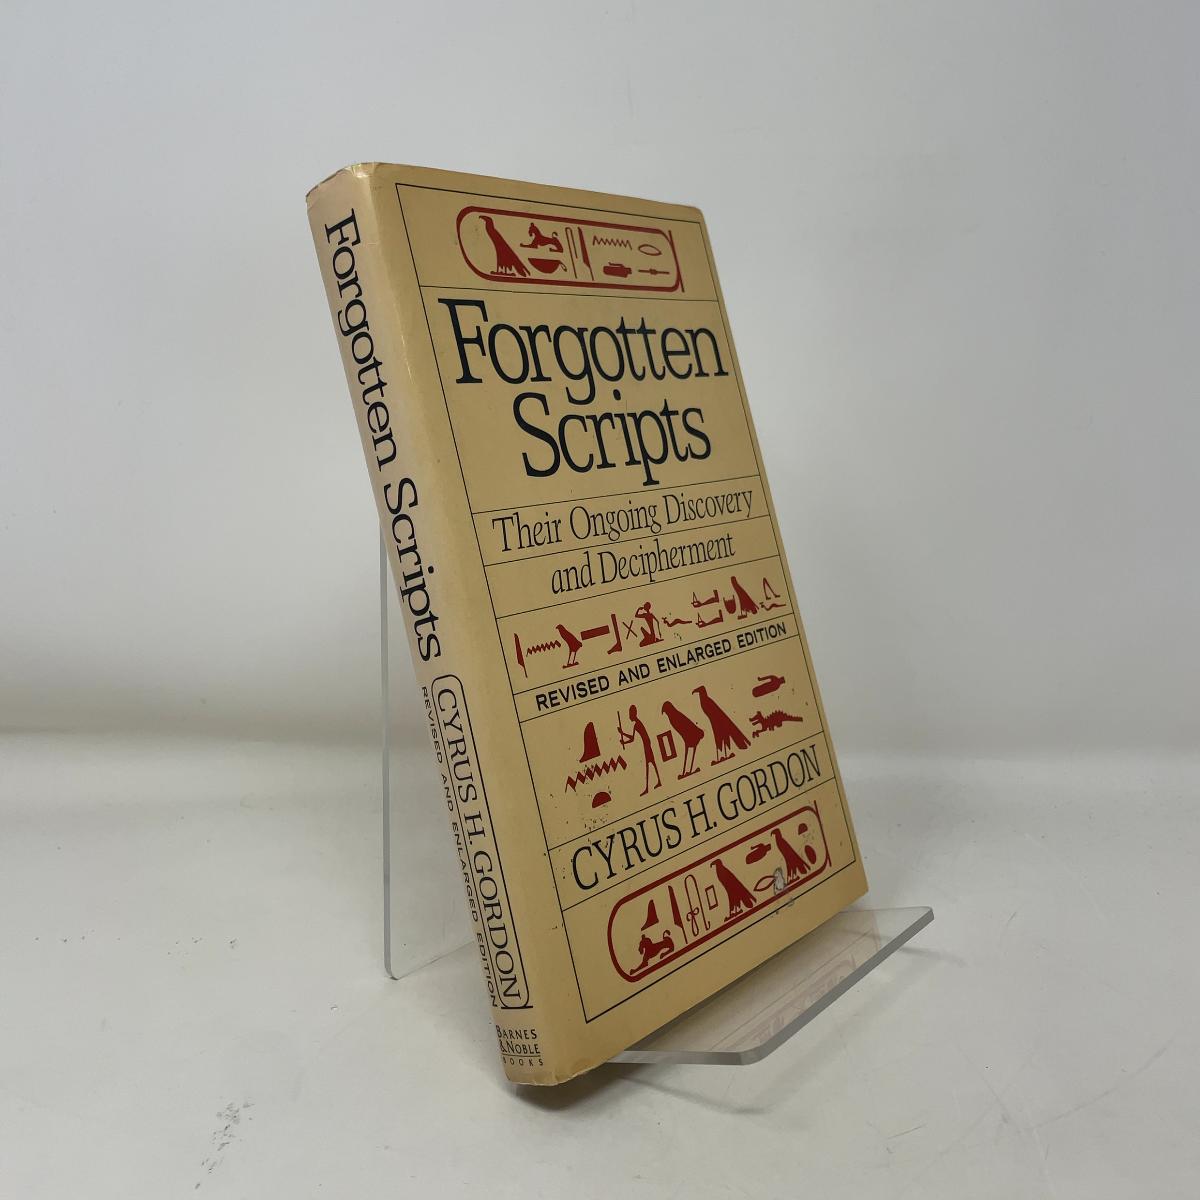 Forgotten
Scripts
Their Ongoing Discovery
and Decipherment
REVISED AND ENLARGED EDITION
CYRUS H. GORDON
Forgotten Scripts
CYRUS H. GORDON
REVISED AND ENLARGED EDITION
BARNES
& NOBLE
BOOKS